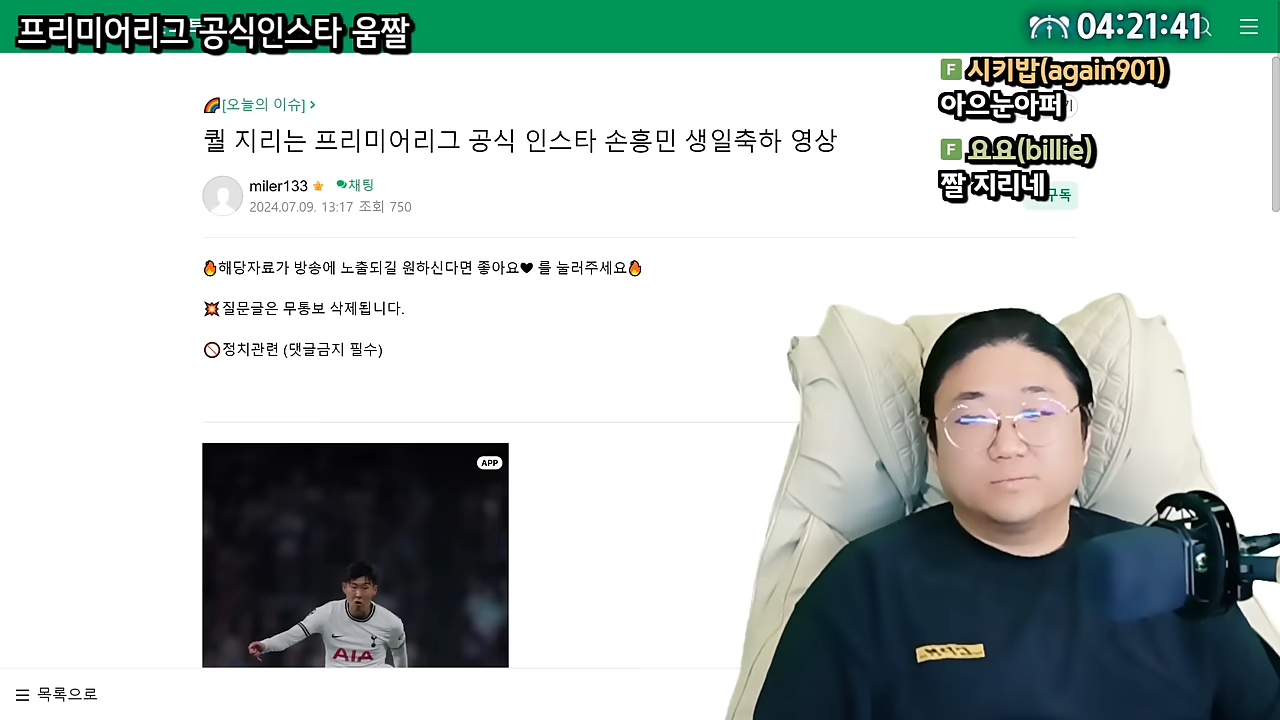 프리미어리그 공식인스타 움짤
04:21:41
시키밥(again901)
아으눈아퍼
요요(billie)
짤 지리네
[오늘의 이슈]
퀄 지리는 프리미어리그 공식 인스타 손흥민 생일축하 영상
miler133 채팅
2024.07.09. 13:17 조회 750
구독
🔥해당자료가 방송에 노출되길 원하신다면 좋아요🖤 를 눌러주세요🔥
💥질문글은 무통보 삭제됩니다.
🚫정치관련 (댓글금지 필수)
APP
AIA
목록으로